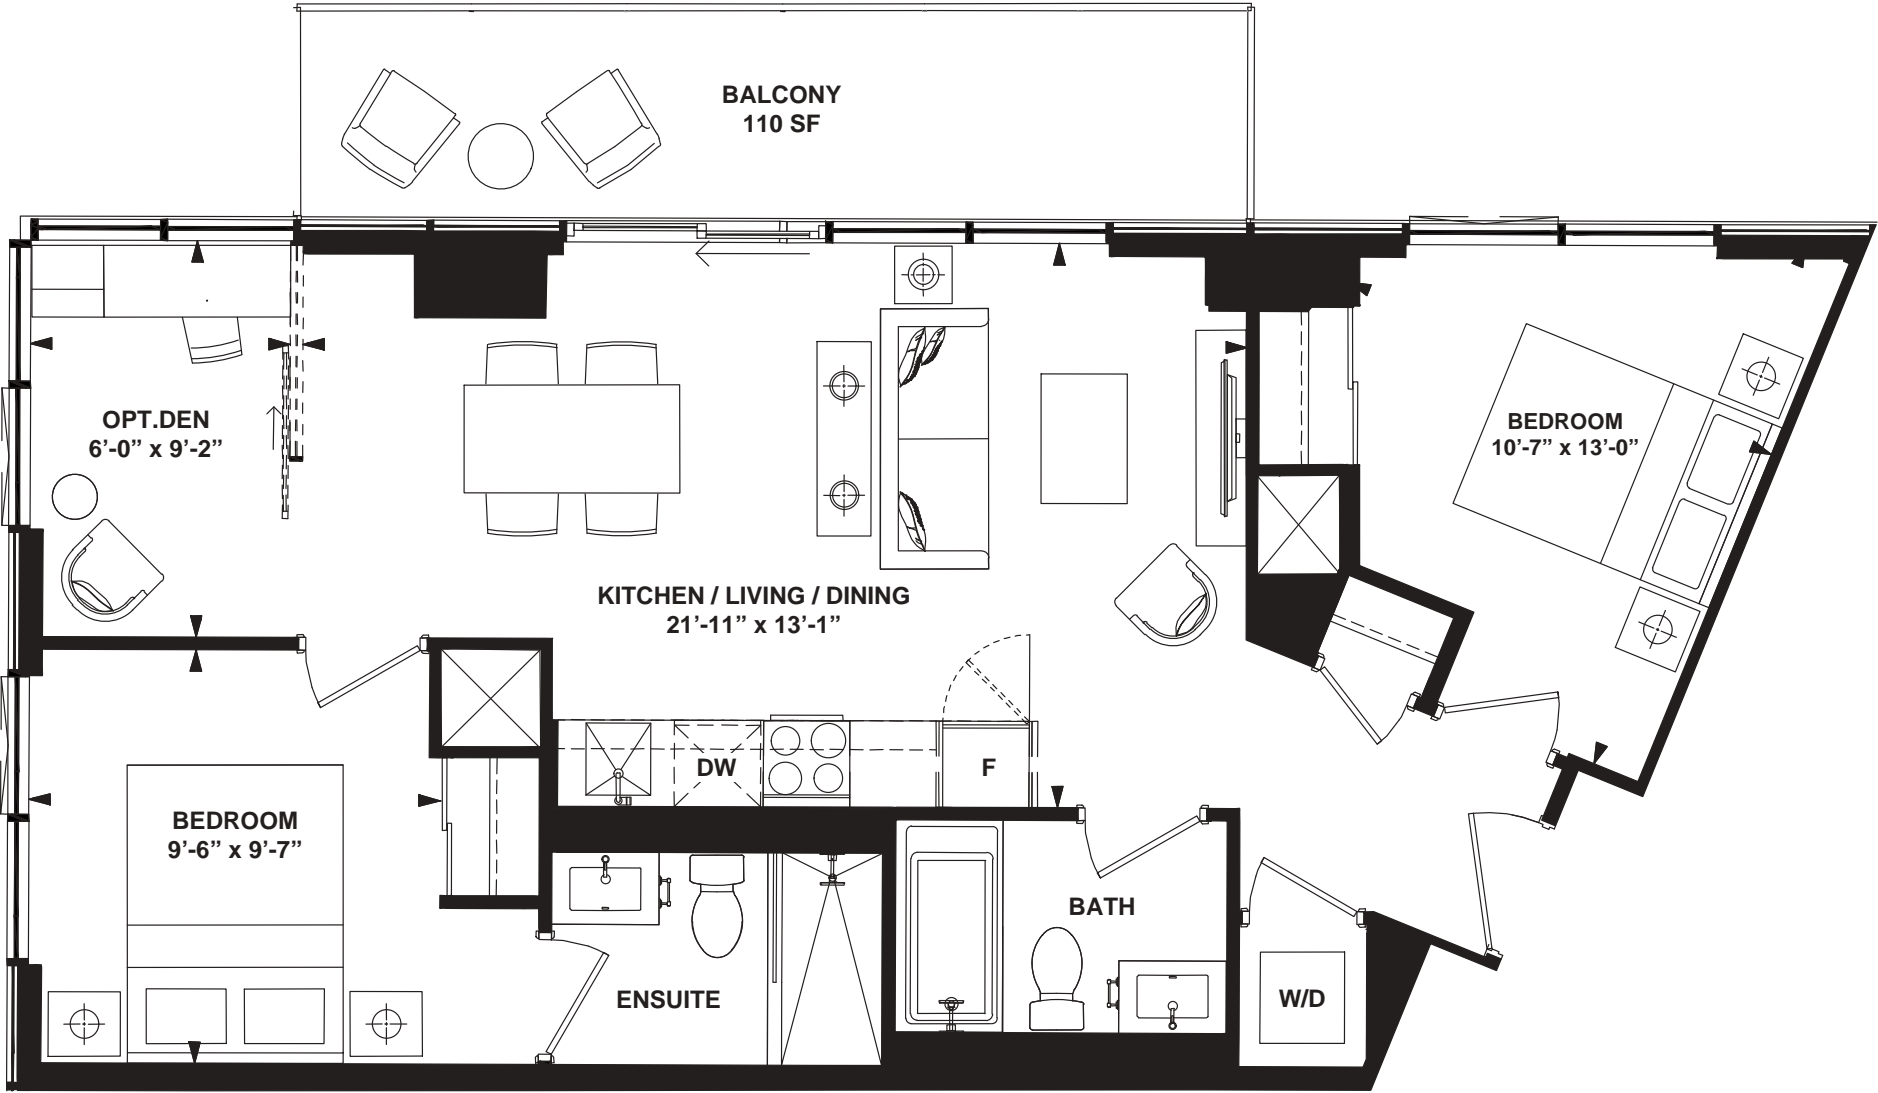 BALCONY
110 SF
OPT.DEN
6’-0” x 9’-2”
BEDROOM
10’-7” x 13’-0”
KITCHEN / LIVING / DINING
21’-11” x 13’-1”
DW
F
BEDROOM
9’-6” x 9’-7”
BATH
ENSUITE
W/D